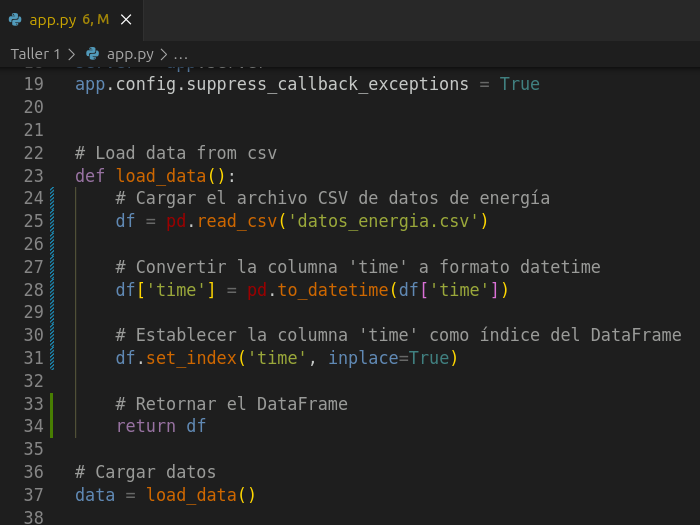 app.py 6, M
Taller 1 > app.py > ...
19 app.config.suppress_callback_exceptions = True
20
21
22 # Load data from csv
23 def load_data():
24 # Cargar el archivo CSV de datos de energía
25 df = pd.read_csv('datos_energia.csv')
26
27 # Convertir la columna 'time' a formato datetime
28 df['time'] = pd.to_datetime(df['time'])
29
30 # Establecer la columna 'time' como índice del DataFrame
31 df.set_index('time', inplace=True)
32
33 # Retornar el DataFrame
34 return df
35
36 # Cargar datos
37 data = load_data()
38